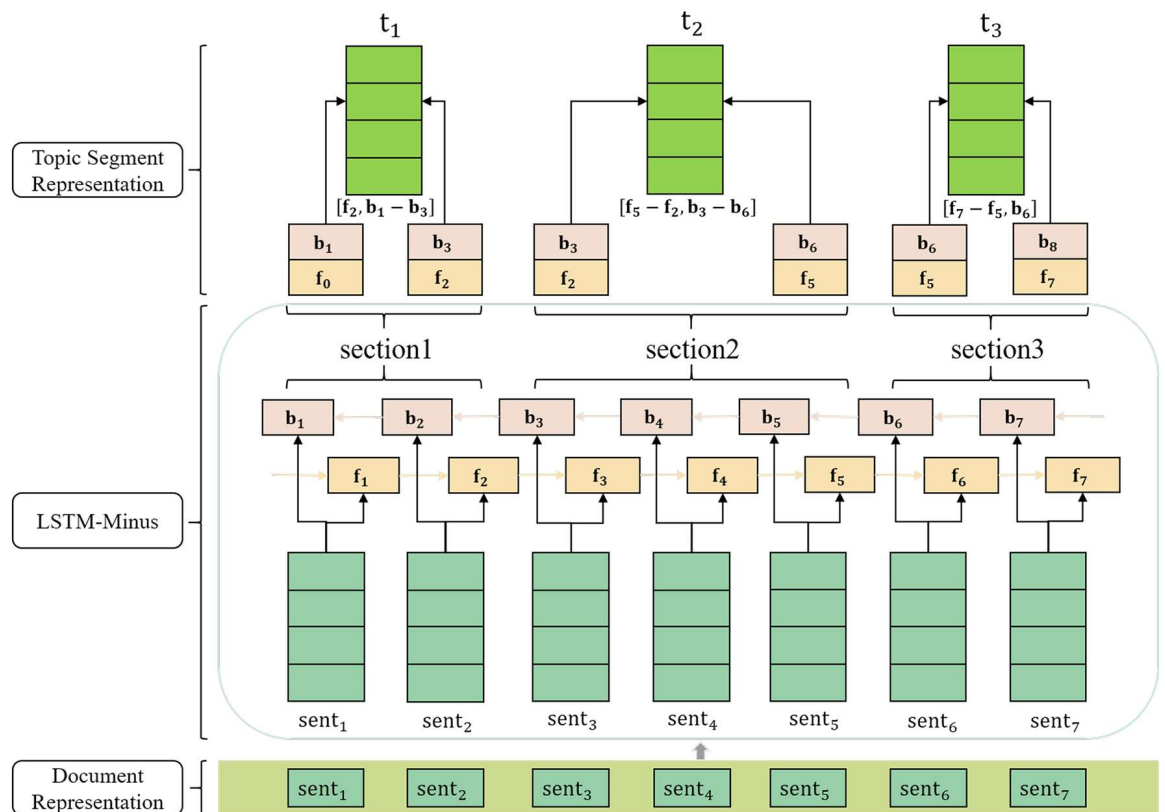 t₁ t₂ t₃
Topic Segment
Representation
[f₂, b₁ − b₃] [f₅ − f₂, b₃ − b₆] [f₇ − f₅, b₆]
b₁ b₃ b₃ b₆ b₆ b₈
f₀ f₂ f₂ f₅ f₅ f₇
section1 section2 section3
b₁ b₂ b₃ b₄ b₅ b₆ b₇
f₁ f₂ f₃ f₄ f₅ f₆ f₇
LSTM-Minus
sent₁ sent₂ sent₃ sent₄ sent₅ sent₆ sent₇
Document
Representation
sent₁ sent₂ sent₃ sent₄ sent₅ sent₆ sent₇